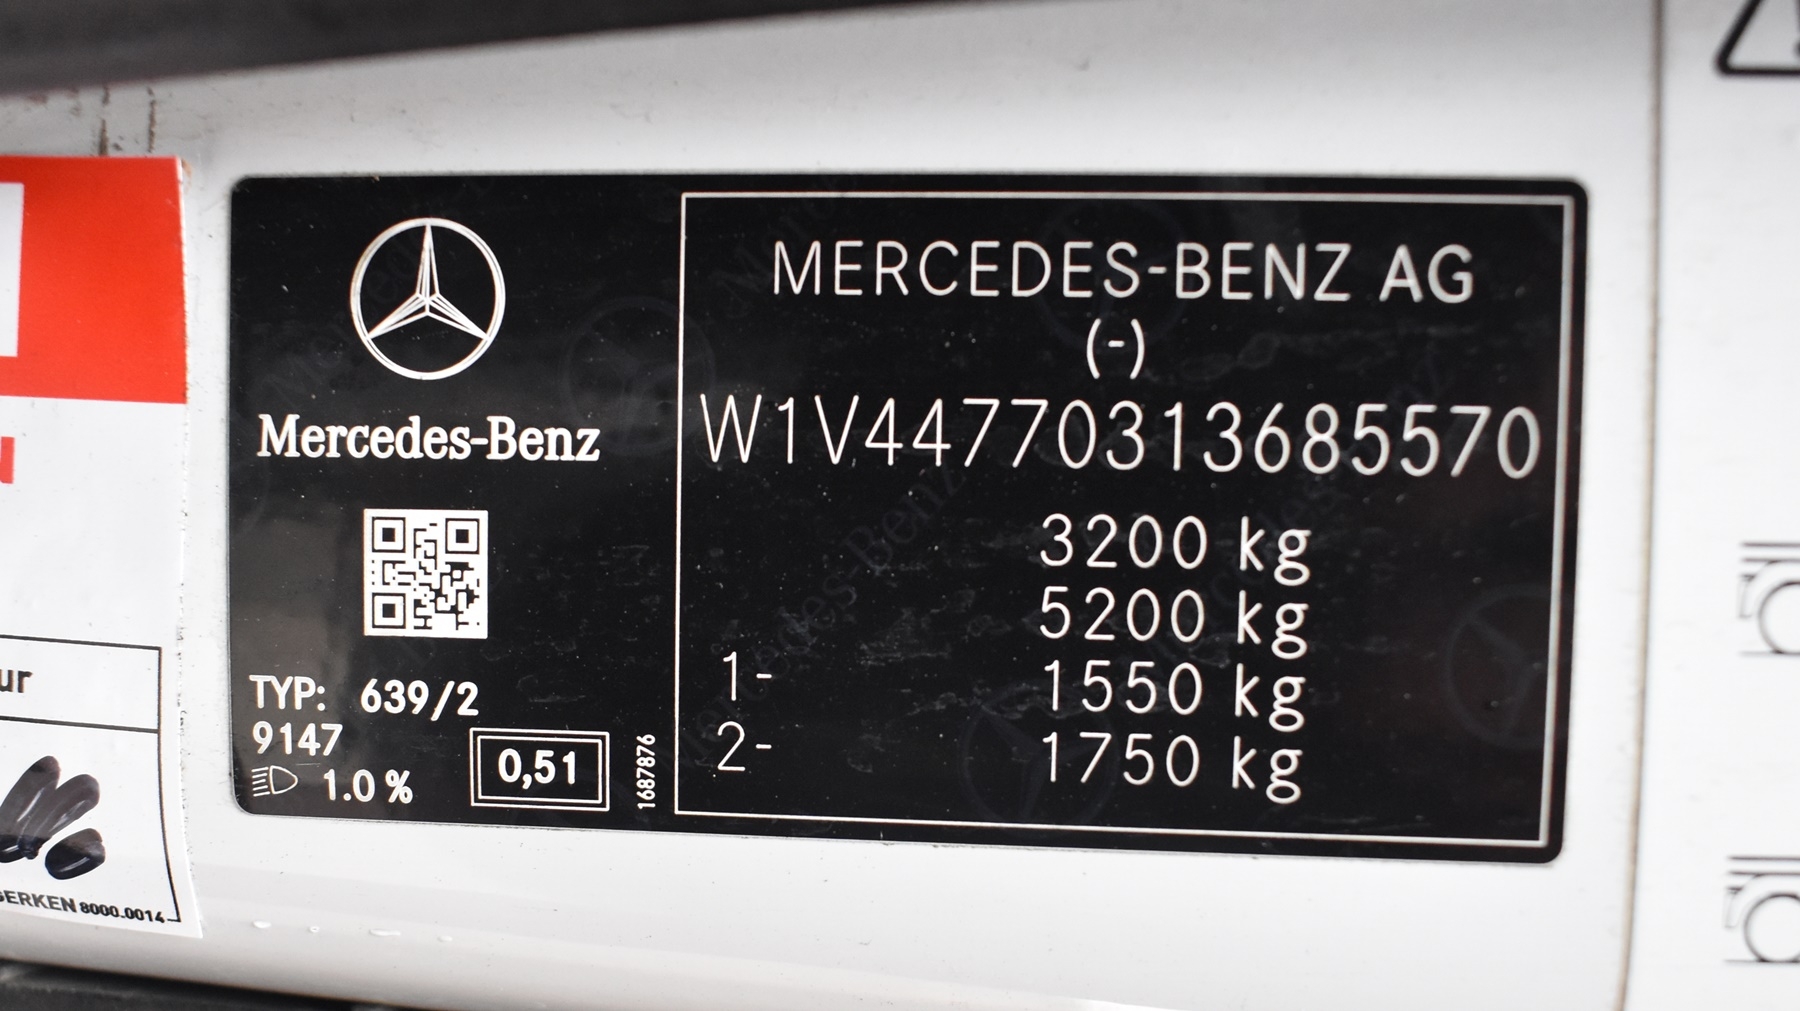 Mercedes-Benz
TYP: 639/2
9147
1.0 %
0,51
1687876
MERCEDES-BENZ AG
(-)
W1V44770313685570
3200 kg
5200 kg
1- 1550 kg
2- 1750 kg
ur
SERKEN 8000.0014